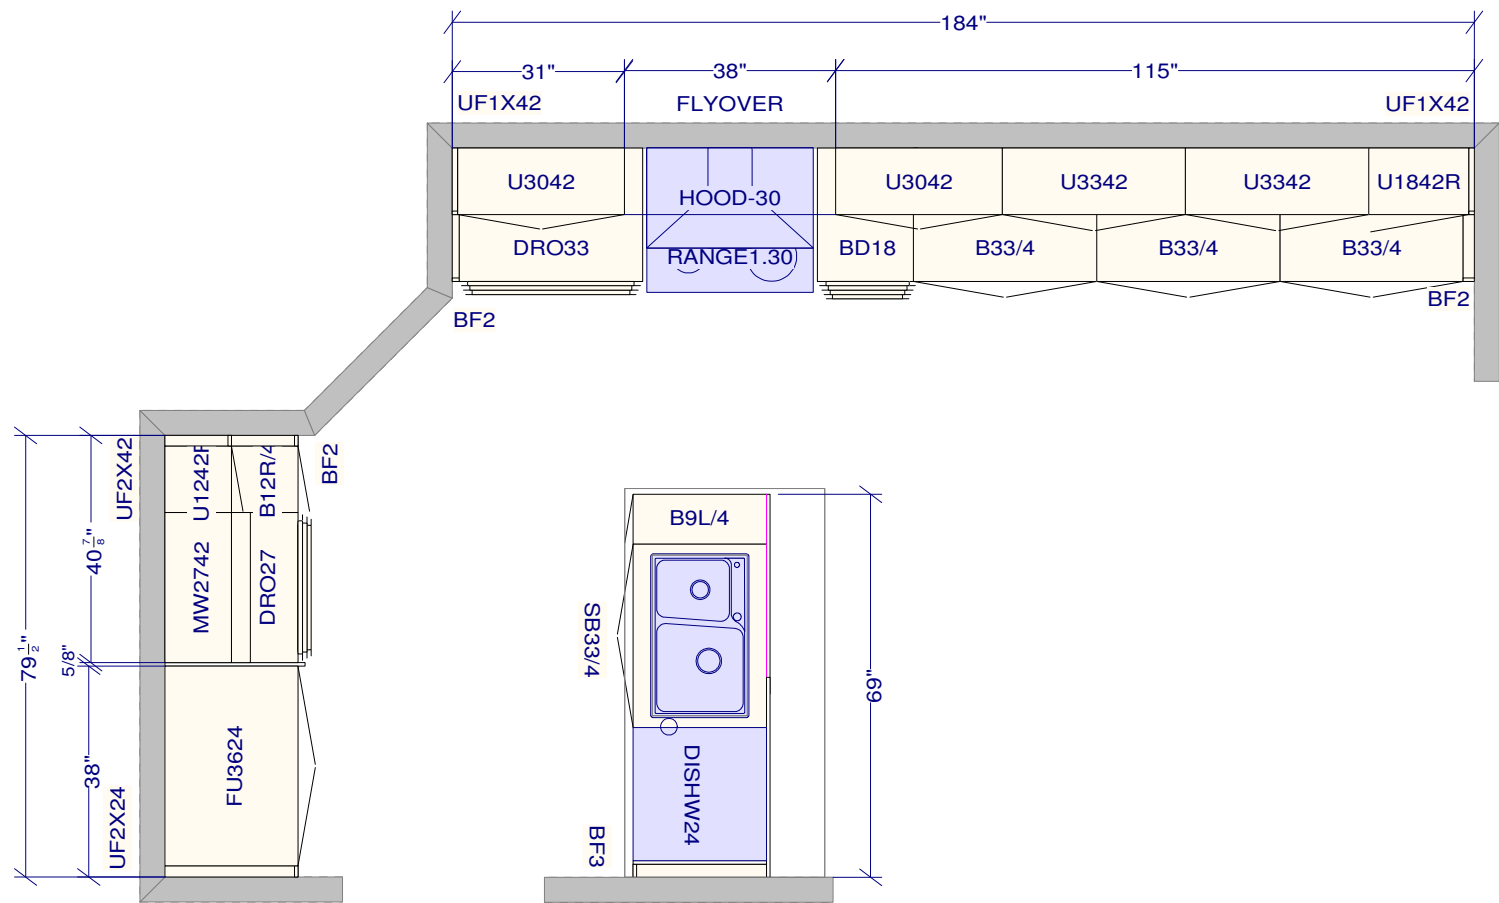 184"
31"
38"
115"
UF1X42
FLYOVER
UF1X42
U3042
HOOD-30
U3042
U3342
U3342
U1842R
DRO33
RANGE1.30
BD18
B33/4
B33/4
B33/4
BF2
BF2
UF2X42
U1242R
B12R/4
BF2
40 7/8"
MW2742
DRO27
79 1/2"
5/8"
38"
FU3624
UF2X24
B9L/4
SB33/4
69"
DISHW24
BF3